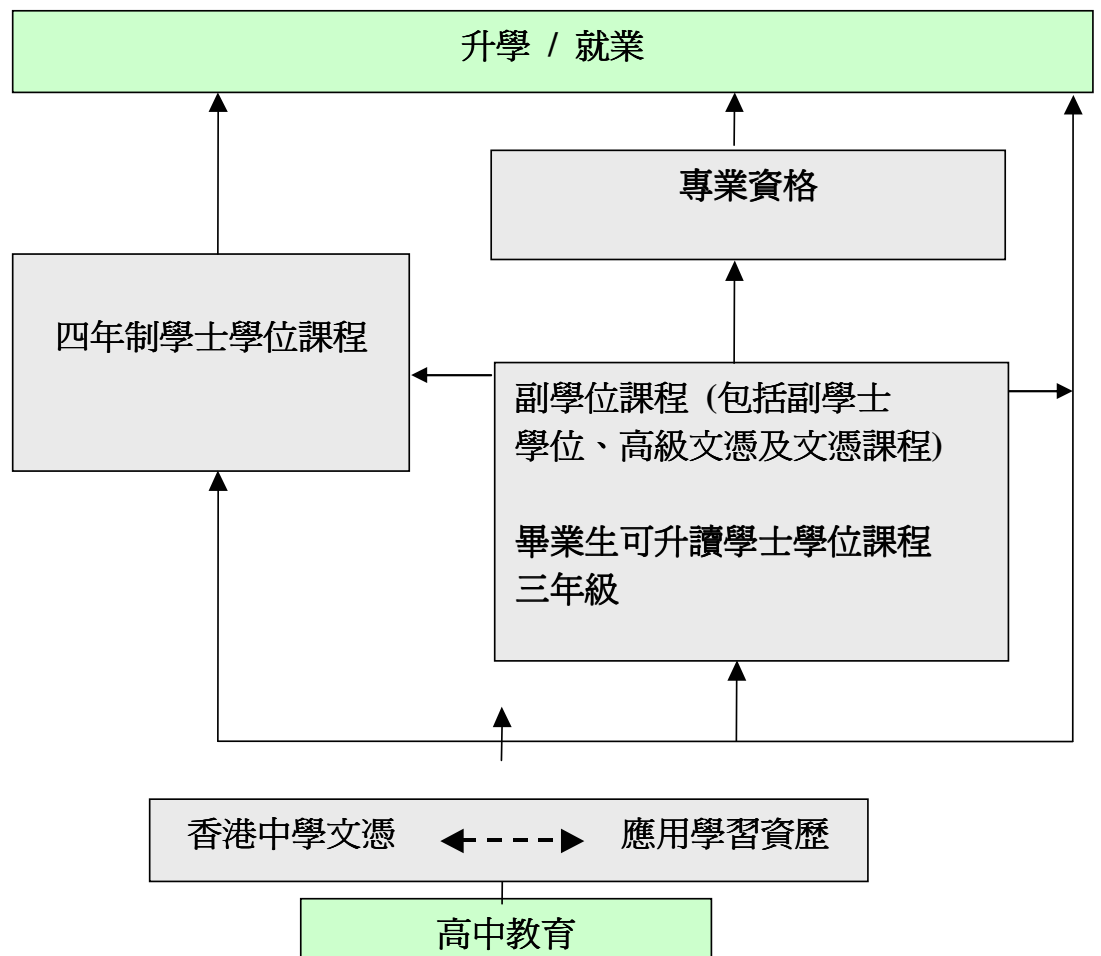 升學 / 就業
專業資格
四年制學士學位課程
副學位課程 (包括副學士
學位、高級文憑及文憑課程)
畢業生可升讀學士學位課程
三年級
香港中學文憑 應用學習資歷
高中教育